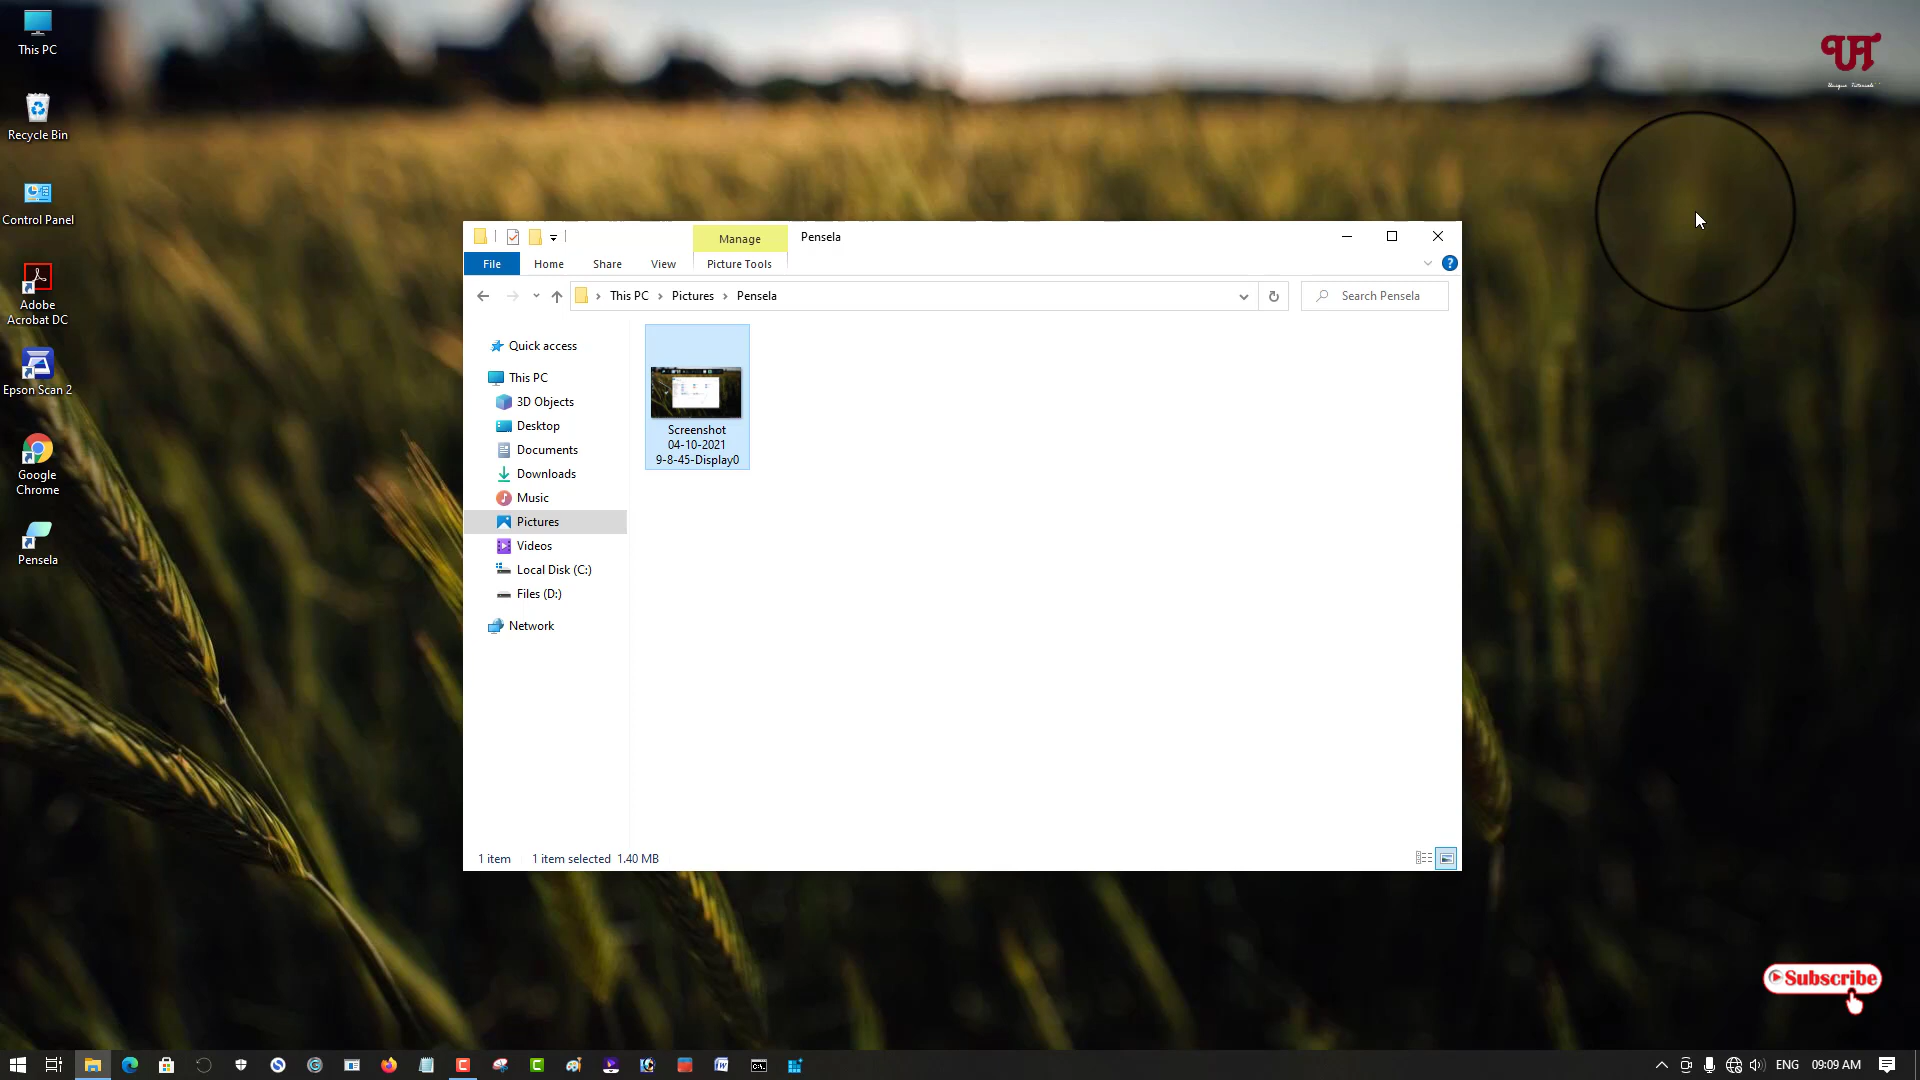 This PC
Recycle Bin
Control Panel
Adobe
Acrobat DC
Epson Scan 2
Google
Chrome
Pensela
UT
Unique Tutorials
Manage
Pensela
File
Home
Share
View
Picture Tools
This PC
Pictures
Pensela
Search Pensela
Quick access
This PC
3D Objects
Desktop
Documents
Downloads
Music
Pictures
Videos
Local Disk (C:)
Files (D:)
Network
Screenshot
04-10-2021
9-8-45-Display0
1 item
1 item selected 1.40 MB
Subscribe
ENG
09:09 AM